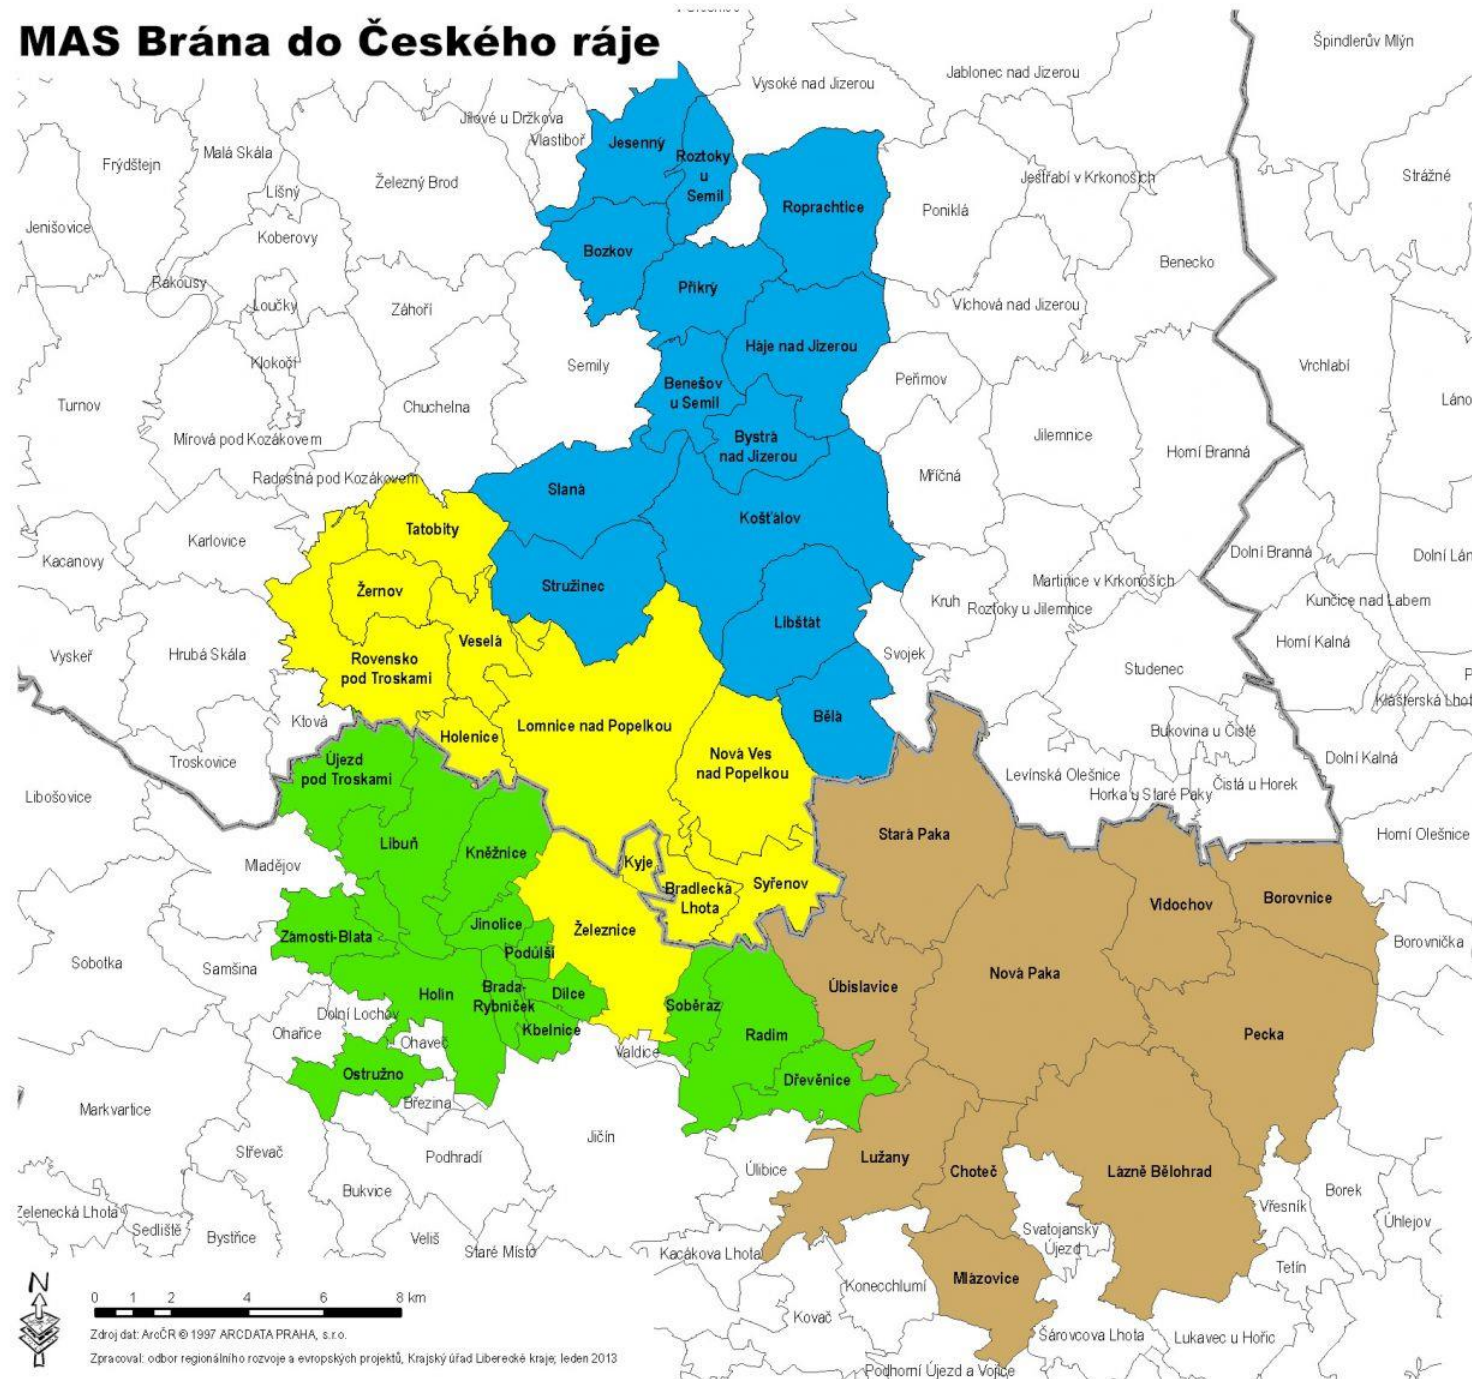 MAS Brána do Českého ráje
Špindlerův Mlýn
Jablonec nad Jizerou
Vysoké nad Jizerou
Jílové u Držkova
Vlastiboř
Jesenný
Roztoky
u
Semil
Malá Skála
Frýdštejn
Železný Brod
Líšný
Roprachtice
Poniklá
Jestřabí v Krkonoších
Strážné
Jenišovice
Koberovy
Bozkov
Benecko
Rakousy
Příkrý
Loučky
Záhoří
Víchová nad Jizerou
Háje nad Jizerou
Klokočí
Semily
Benešov
u Semil
Peřimov
Vrchlabí
Turnov
Chuchelna
Láno
Mírová pod Kozákovem
Bystrá
nad Jizerou
Jilemnice
Horní Branná
Radostná pod Kozákovem
Slaná
Mříčná
Tatobity
Košťálov
Karlovice
Kacanovy
Dolní Branná
Dolní Lán
Žernov
Stružinec
Martinice v Krkonoších
Kruh
Roztoky u Jilemnice
Kunčice nad Labem
Libštát
Veselá
Horní Kalná
Vyskeř
Hrubá Skála
Rovensko
pod Troskami
Svojek
Studenec
Klášterská Lhot
Ktová
Holenice
Lomnice nad Popelkou
Bělá
Bukovina u Čisté
Nová Ves
nad Popelkou
Troskovice
Újezd
pod Troskami
Levínská Olešnice
Horka u Staré Paky
Čistá u Horek
Dolní Kalná
Libošovice
Stará Paka
Horní Olešnice
Libuň
Kněžnice
Mladějov
Kyje
Bradlecká
Lhota
Syřenov
Vidochov
Borovnice
Jinolice
Železnice
Zámostí-Blata
Podůlší
Borovnička
Sobotka
Samšina
Holín
Brada-
Rybníček
Dílce
Úbislavice
Nová Paka
Dolní Lochov
Soběraz
Ohařice
Ohaveč
Kbelnice
Radim
Pecka
Valdice
Ostružno
Dřevěnice
Markvartice
Březina
Jičín
Střevač
Podhradí
Lužany
Úlibice
Choteč
Lázně Bělohrad
Bukvice
Vřesník
Borek
Zelenecká Lhota
Sedliště
Bystřice
Veliš
Staré Místo
Kacákova Lhota
Svatojanský
Újezd
Úhlejov
Konecchlumí
Mlázovice
Tetín
Kovač
Šárovcova Lhota
Lukavec u Hořic
Podhorní Újezd a Vojice
N
0 1 2 4 6 8 km
Zdroj dat: ArcČR © 1997 ARCDATA PRAHA, s.r.o.
Zpracoval: odbor regionálního rozvoje a evropských projektů, Krajský úřad Liberecké kraje, leden 2013